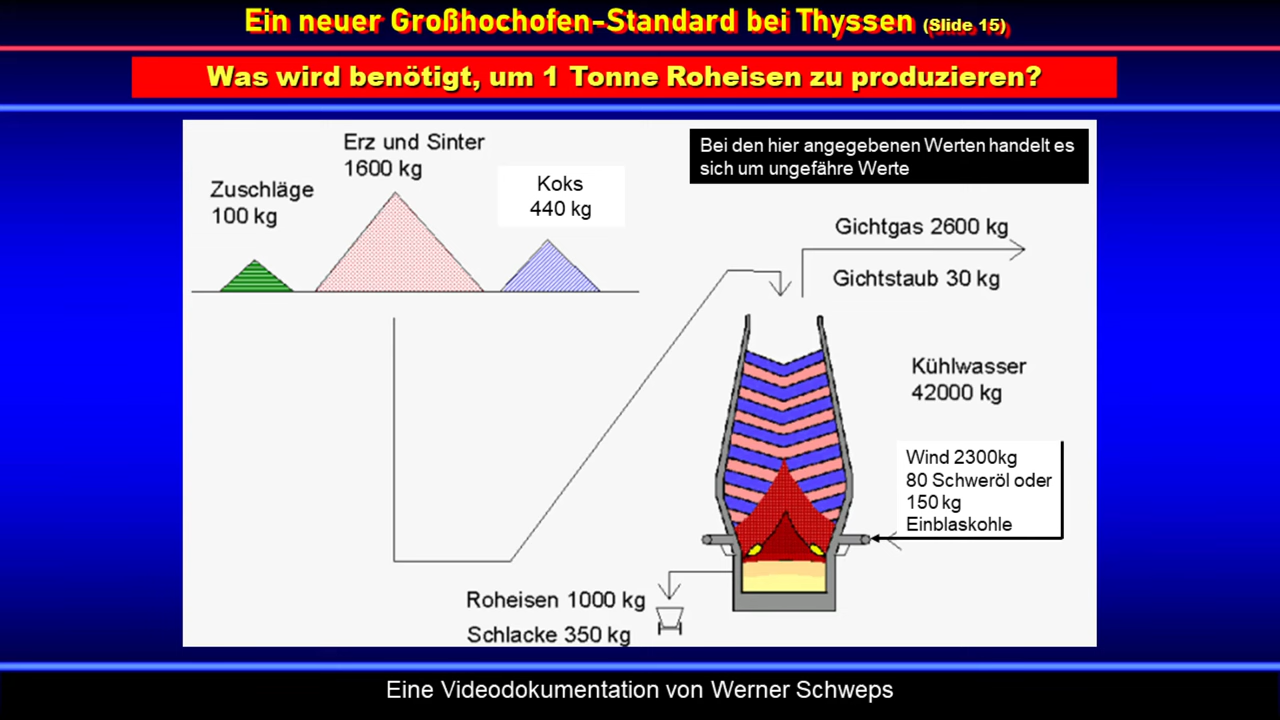 Ein neuer Großhochofen-Standard bei Thyssen (Slide 15)
Was wird benötigt, um 1 Tonne Roheisen zu produzieren?
Erz und Sinter
1600 kg
Zuschläge
100 kg
Koks
440 kg
Bei den hier angegebenen Werten handelt es
sich um ungefähre Werte
Gichtgas 2600 kg
Gichtstaub 30 kg
Kühlwasser
42000 kg
Wind 2300kg
80 Schweröl oder
150 kg
Einblaskohle
Roheisen 1000 kg
Schlacke 350 kg
Eine Videodokumentation von Werner Schweps